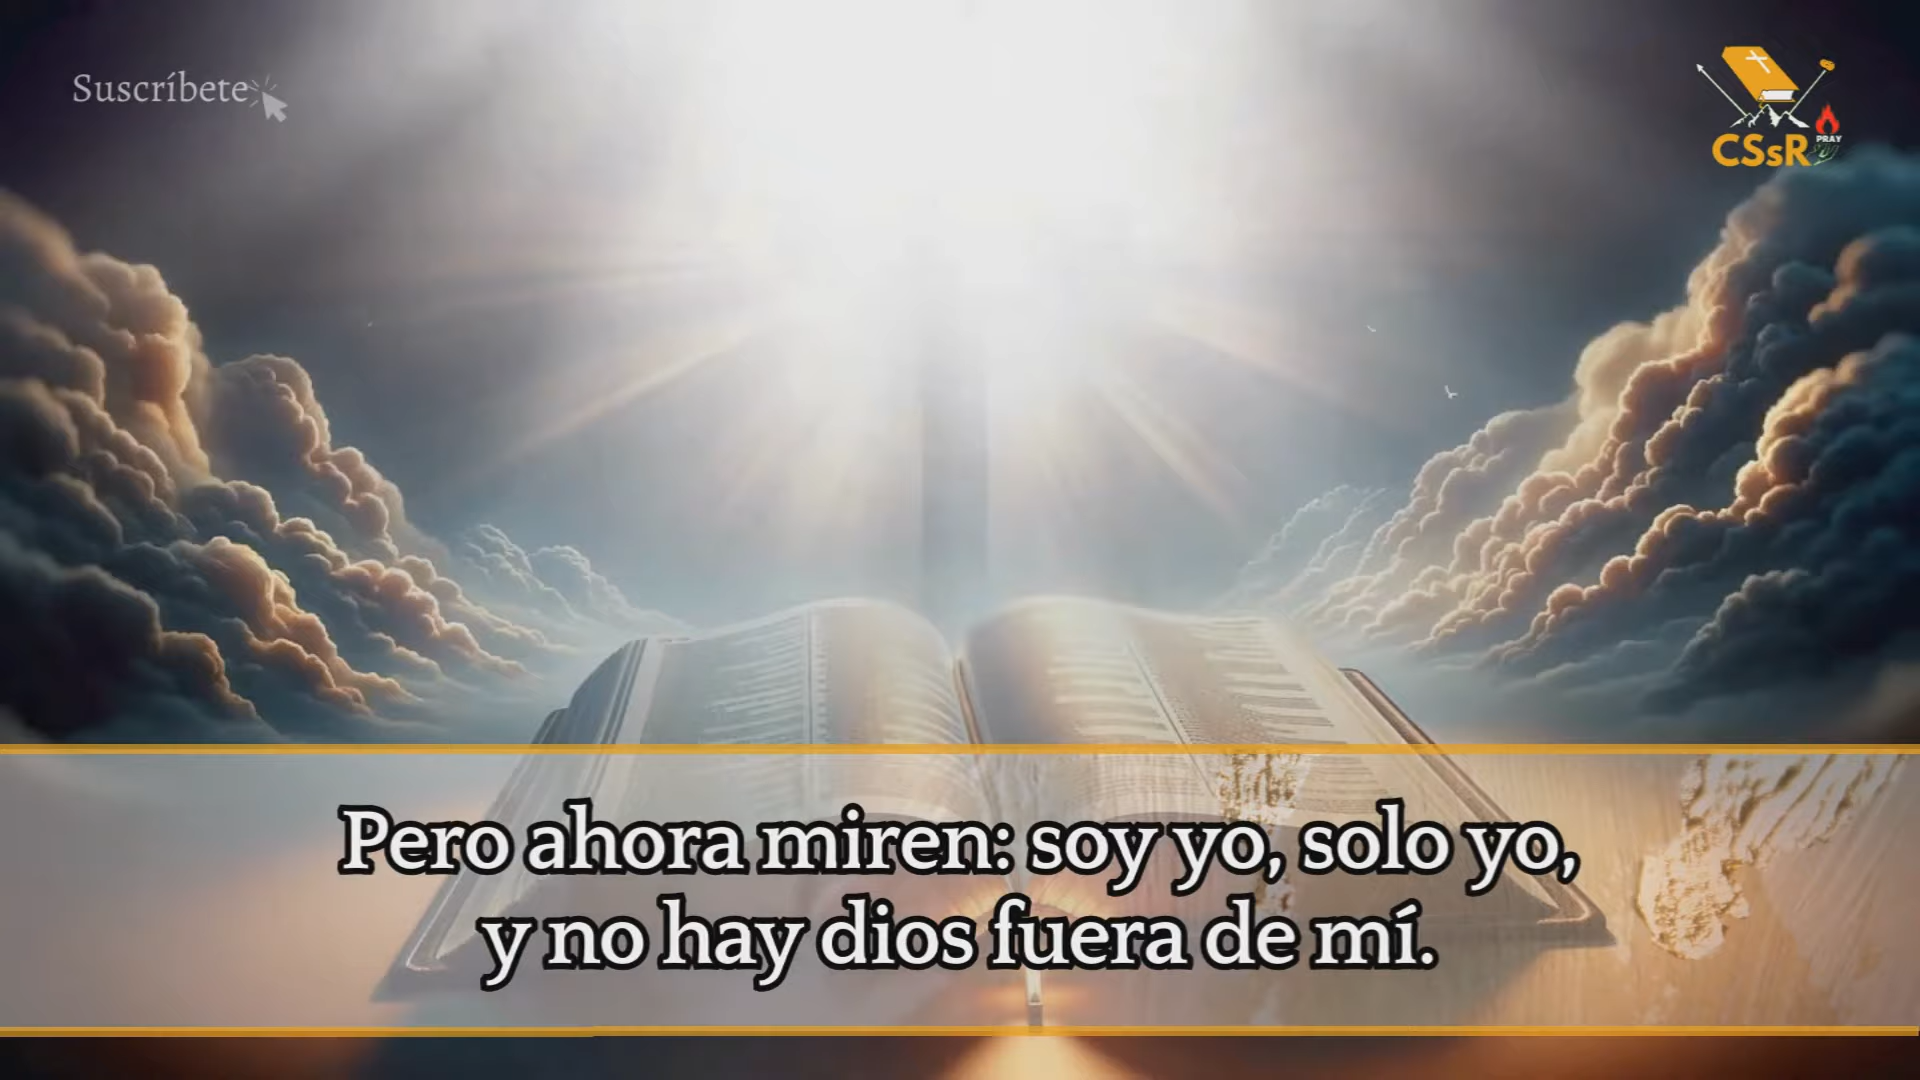 Suscríbete
CSsR
PRAY
Pero ahora miren: soy yo, solo yo,
y no hay dios fuera de mí.